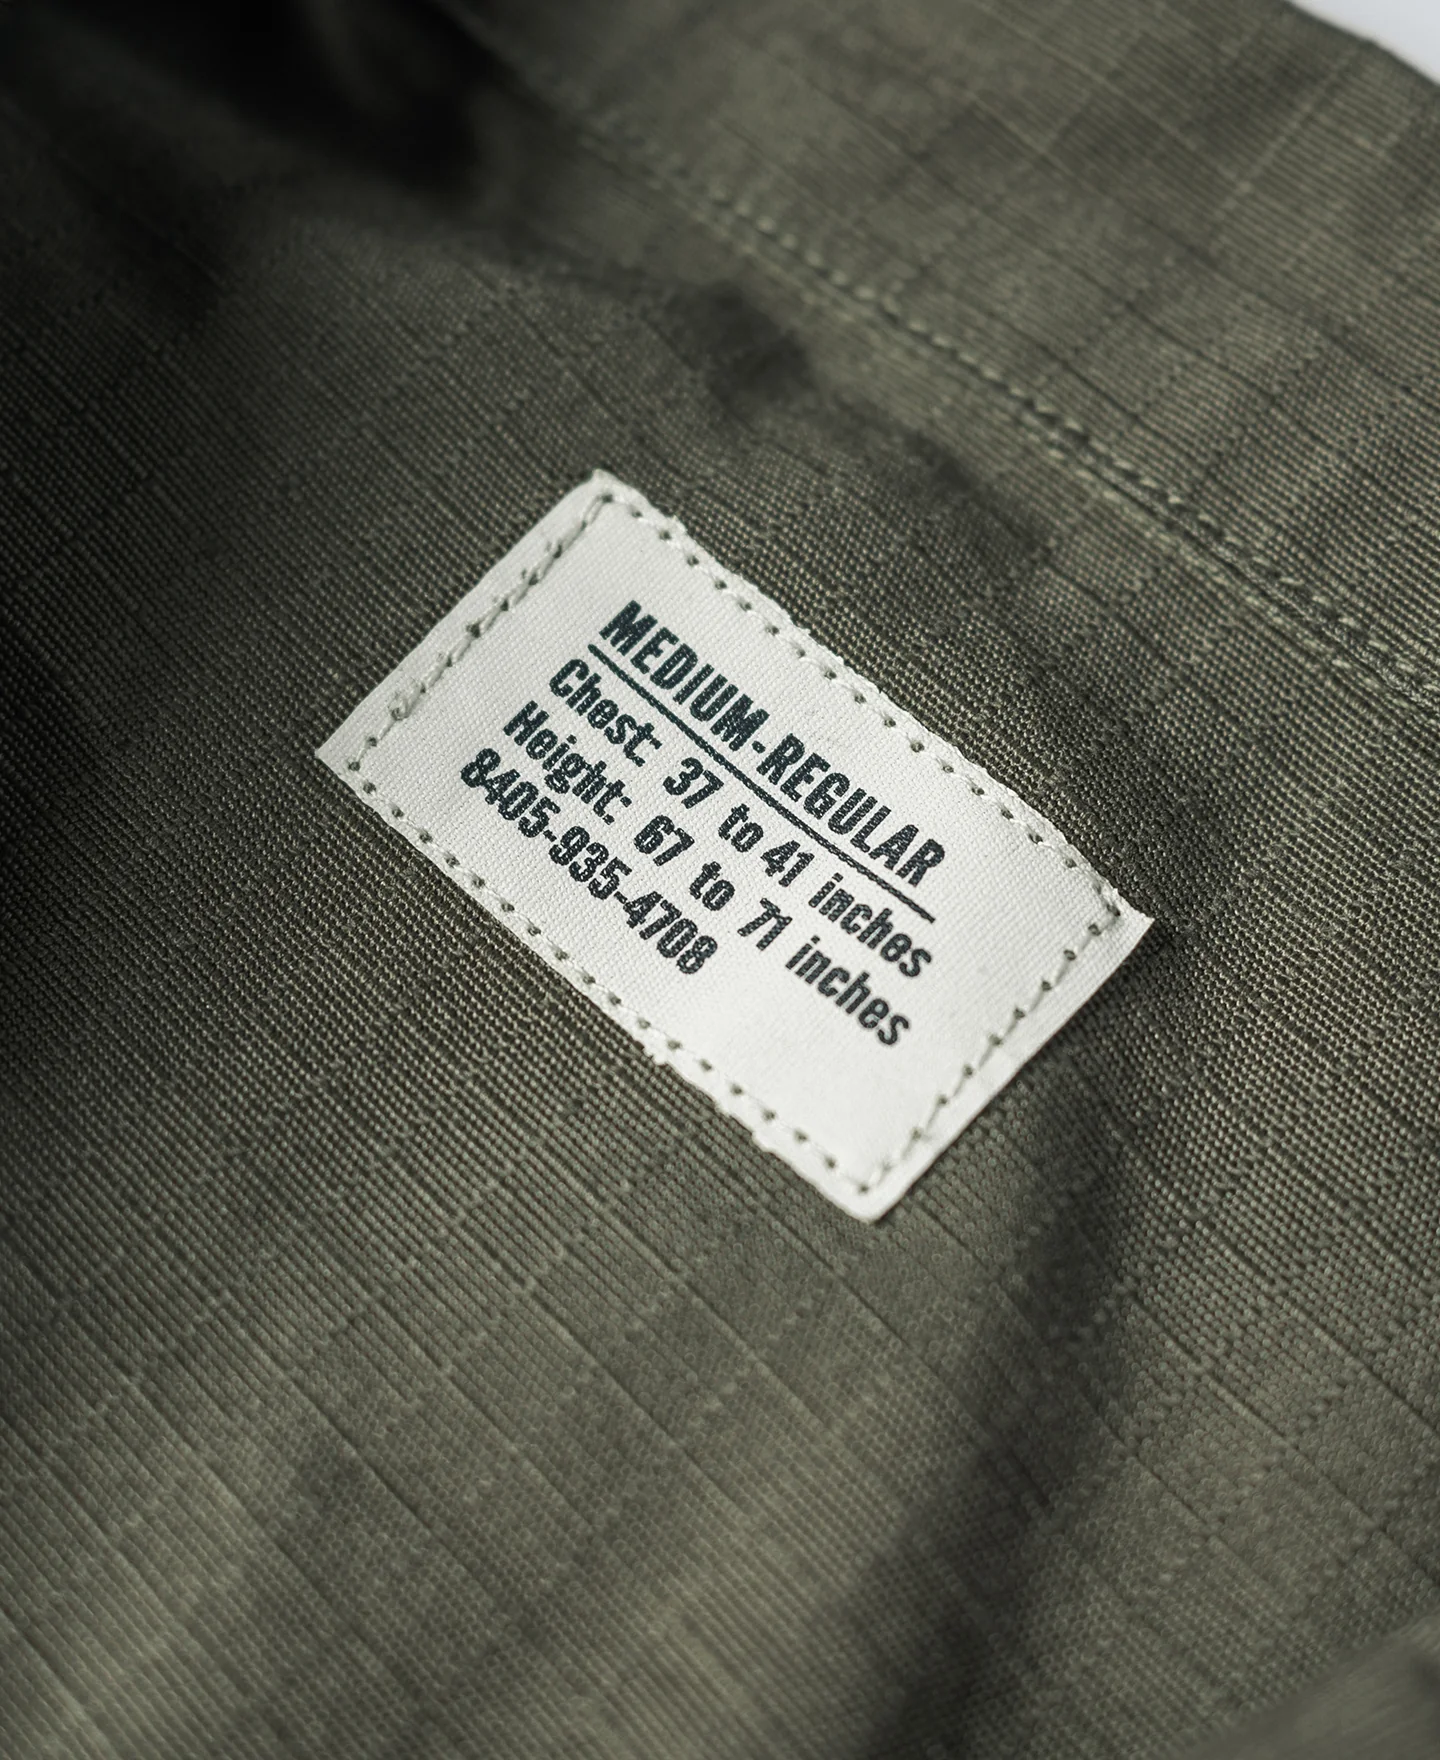 MEDIUM-REGULAR
Chest: 37 to 41 inches
Height: 67 to 71 inches
8405-935-4708